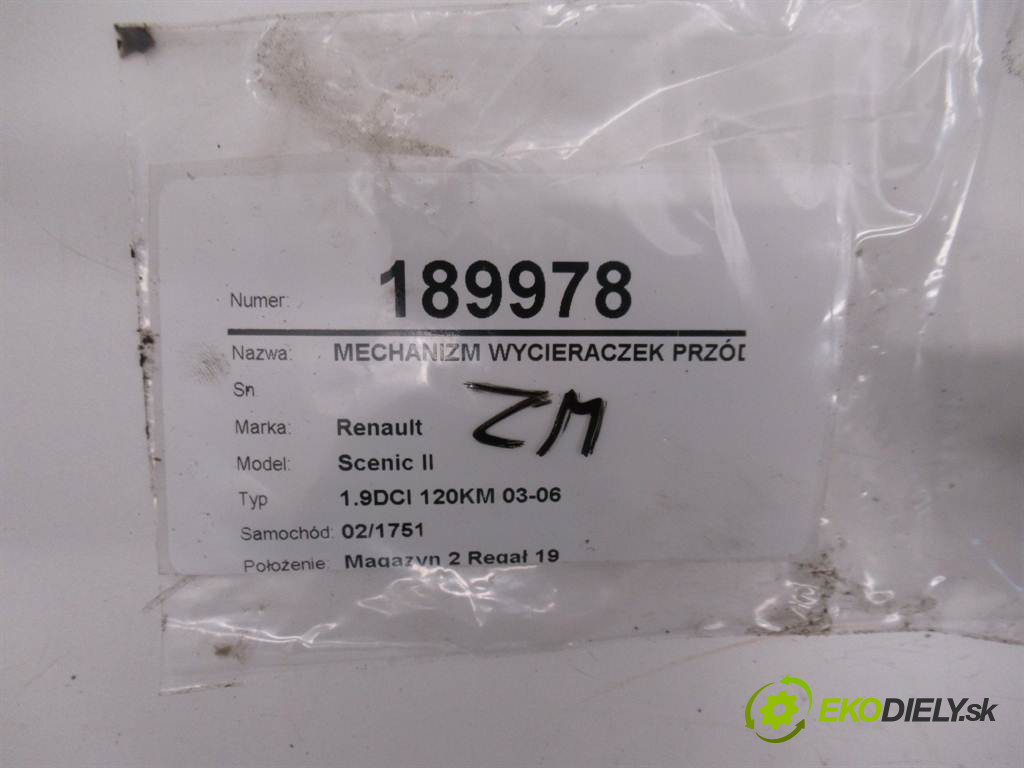 Numer: 189978
Nazwa: MECHANIZM WYCIERACZEK PRZÓD
Sn
ZM
Marka: Renault
Model: Scenic II
Typ 1.9DCI 120KM 03-06
Samochód: 02/1751
Położenie: Magazyn 2 Regał 19
EKODIELY.sk